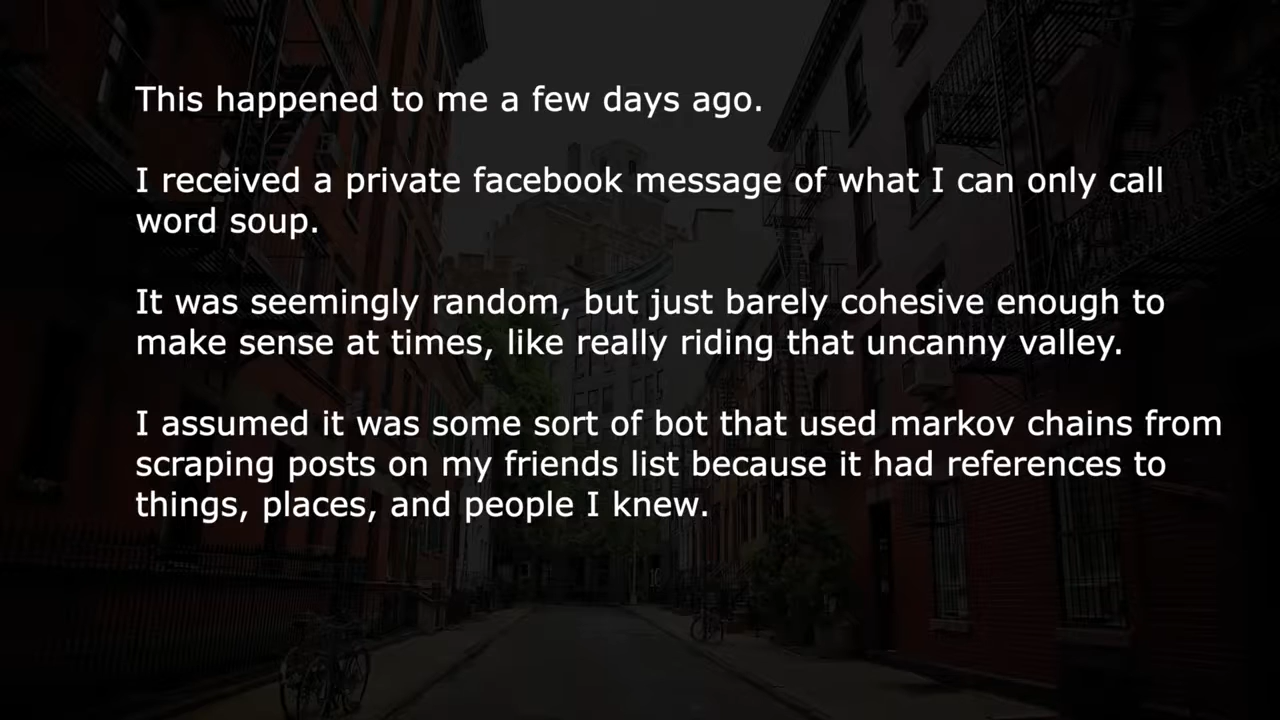 This happened to me a few days ago.
I received a private facebook message of what I can only call
word soup.
It was seemingly random, but just barely cohesive enough to
make sense at times, like really riding that uncanny valley.
I assumed it was some sort of bot that used markov chains from
scraping posts on my friends list because it had references to
things, places, and people I knew.